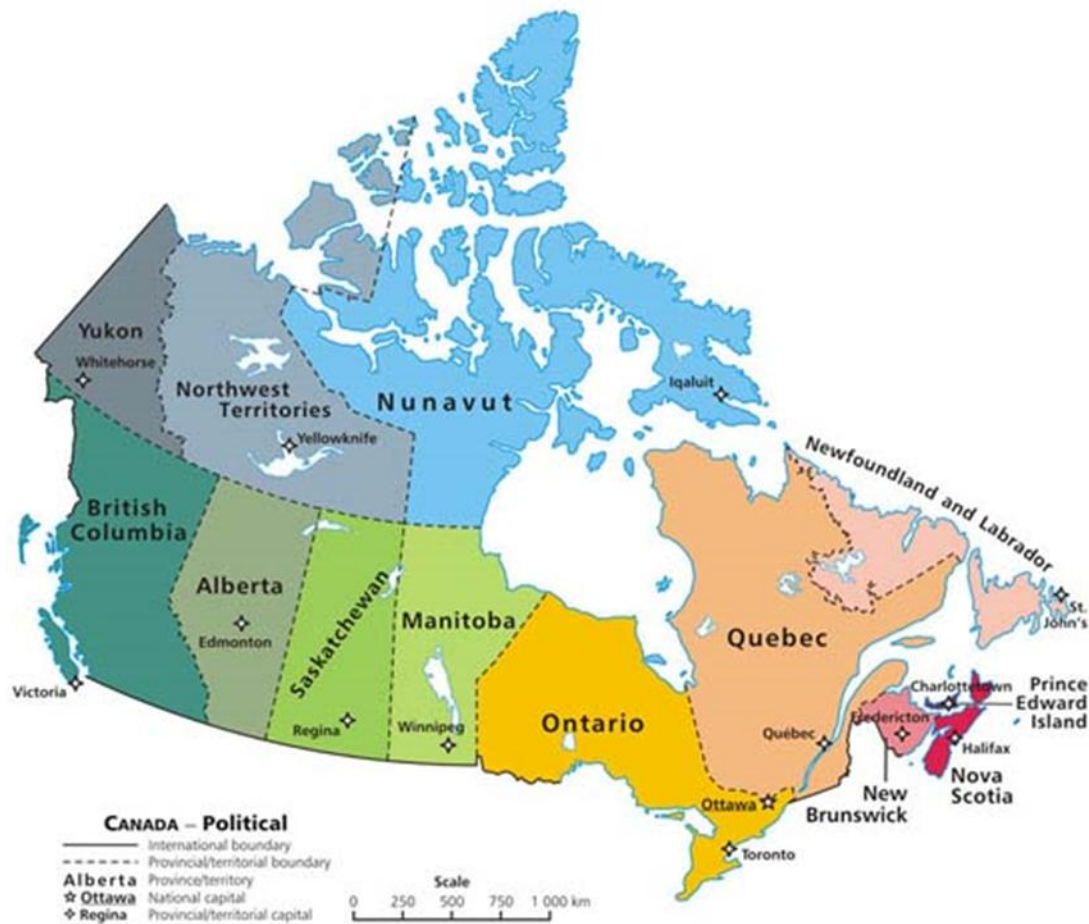 Yukon
Whitehorse
Northwest
Territories
Yellowknife
Nunavut
Iqaluit
Newfoundland and Labrador
St.
John's
British
Columbia
Victoria
Alberta
Edmonton
Saskatchewan
Regina
Manitoba
Winnipeg
Ontario
Ottawa
Toronto
Quebec
Québec
Charlottetown
Prince
Edward
Island
Fredericton
Halifax
Nova
Scotia
New
Brunswick
CANADA – Political
International boundary
Provincial/territorial boundary
Alberta Province/territory
Ottawa National capital
Regina Provincial/territorial capital
Scale
0 250 500 750 1 000 km